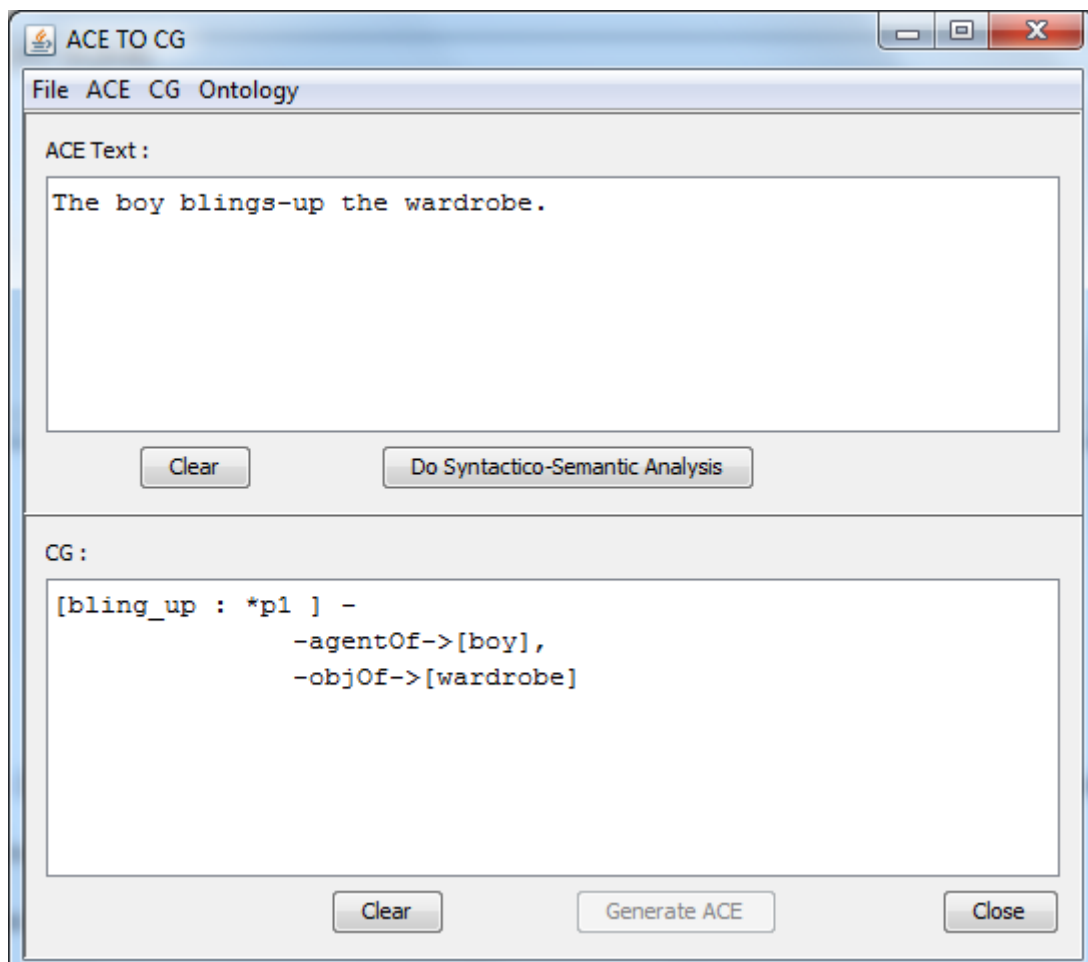 ACE TO CG
File ACE CG Ontology
ACE Text :
The boy blings-up the wardrobe.
Clear Do Syntactico-Semantic Analysis
CG :
[bling_up : *p1 ] -
-agentOf->[boy],
-objOf->[wardrobe]
Clear Generate ACE Close